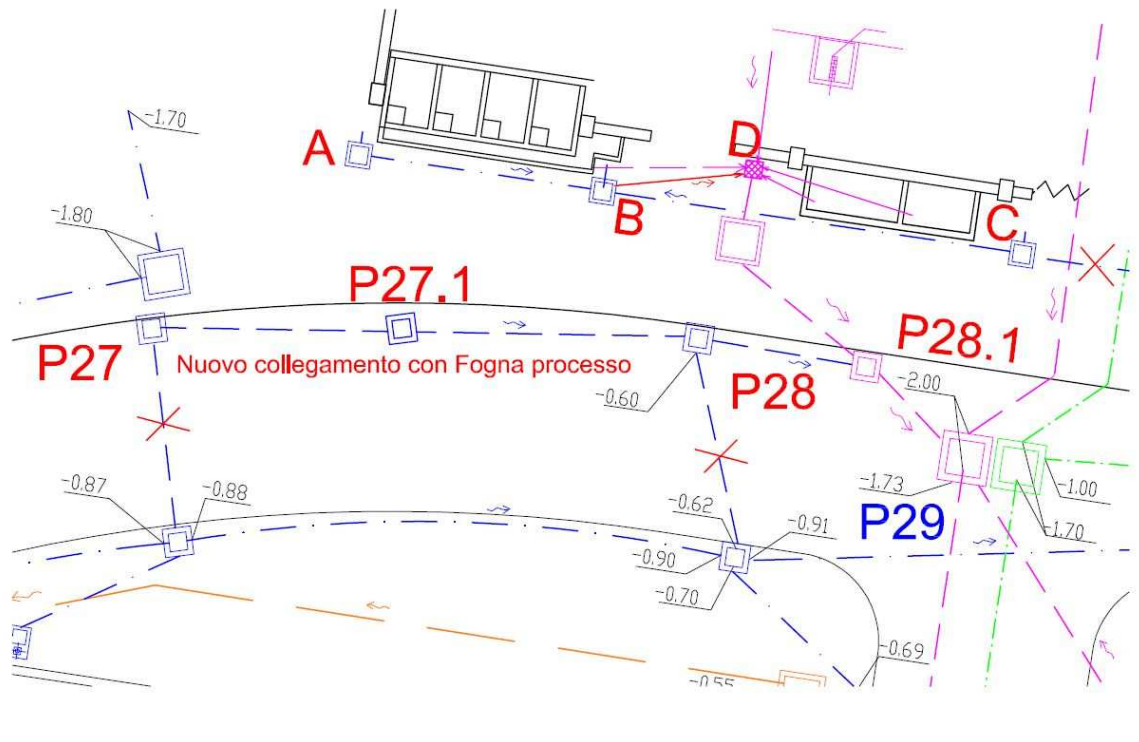 -1.70
A
D
B
C
-1.80
P27.1
P28.1
P27
Nuovo collegamento con Fogna processo
-2.00
-0.60
P28
-0.87
-0.88
-1.73
-1.00
-0.62
-0.91
P29
-1.70
-0.90
-0.70
-0.69
-0.55